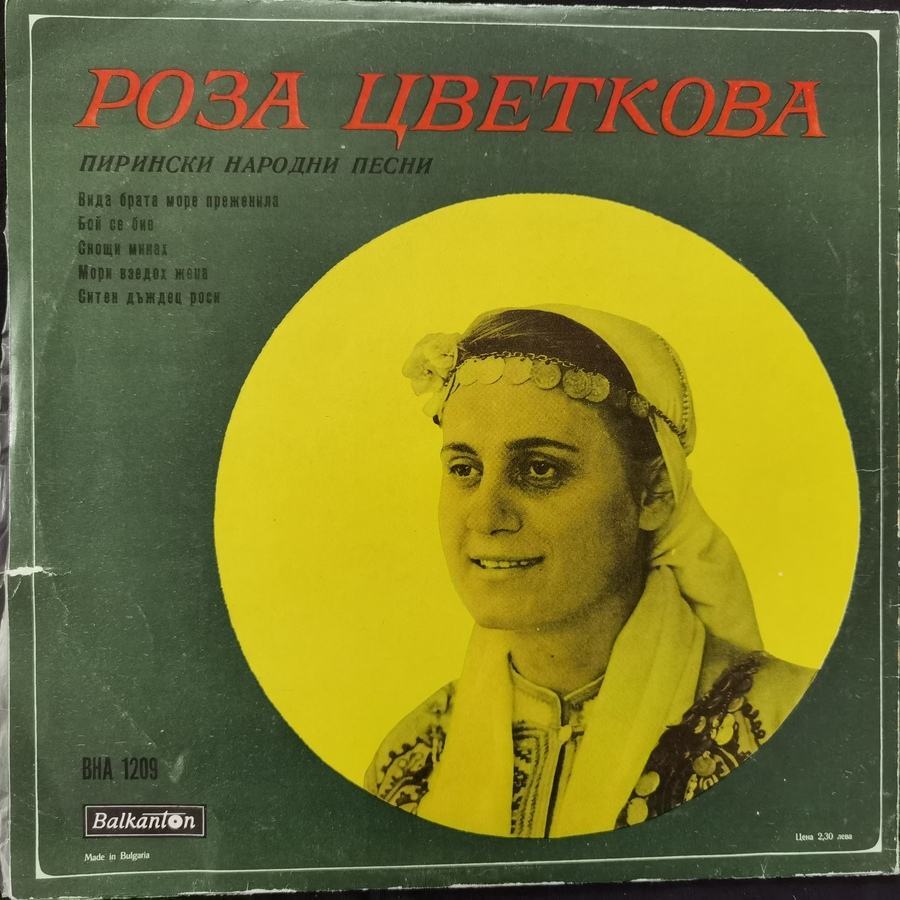 РОЗА ЦВЕТКОВА
ПИРИНСКИ НАРОДНИ ПЕСНИ
Вида брата море преженила
Бой се бие
Снощи минах
Мори взедох жена
Ситен дъждец роси
ВНА 1209
Balkanton
Made in Bulgaria
Цена 2,30 лева